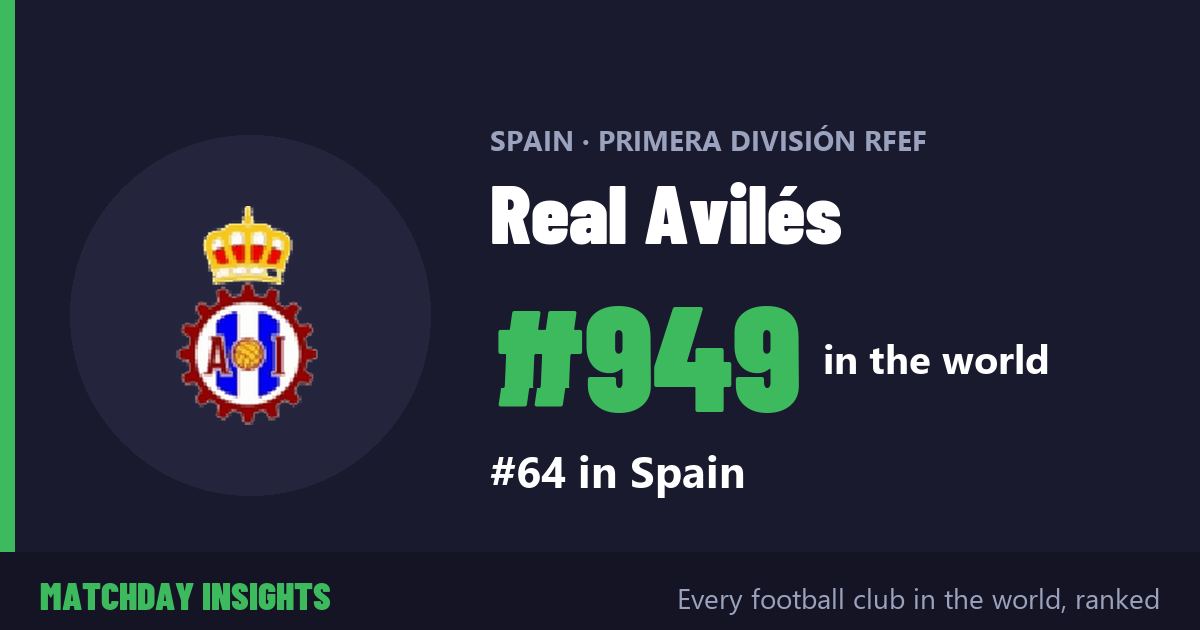 SPAIN · PRIMERA DIVISIÓN RFEF
Real Avilés
#949 in the world
#64 in Spain
A I
MATCHDAY INSIGHTS
Every football club in the world, ranked